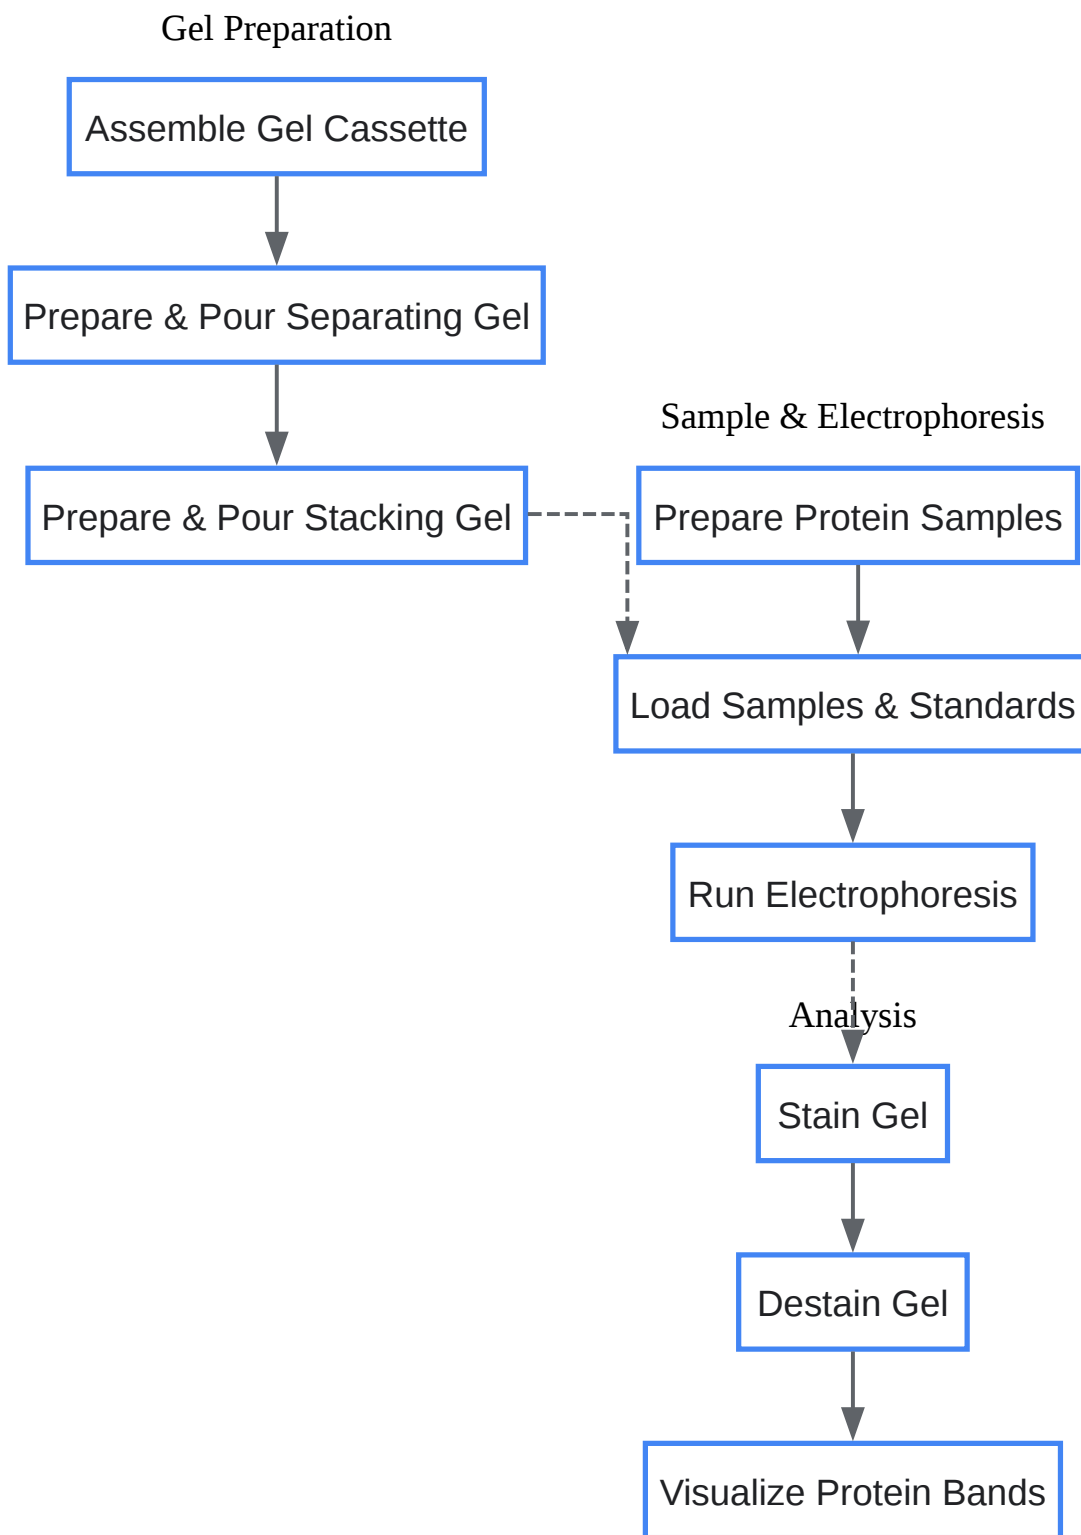 Gel Preparation
Assemble Gel Cassette
Prepare & Pour Separating Gel
Prepare & Pour Stacking Gel
Sample & Electrophoresis
Prepare Protein Samples
Load Samples & Standards
Run Electrophoresis
Analysis
Stain Gel
Destain Gel
Visualize Protein Bands